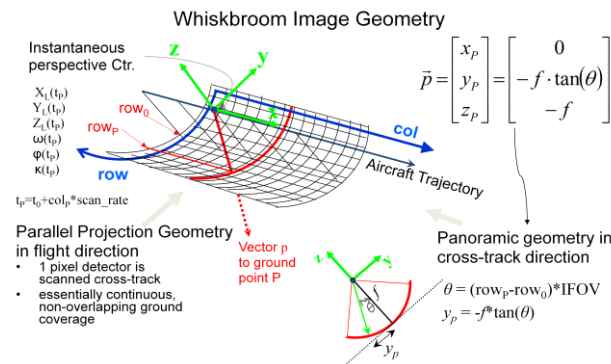 Whiskbroom Image Geometry
Instantaneous
perspective Ctr.
X_L(t_P)
Y_L(t_P)
Z_L(t_P)
ω(t_P)
φ(t_P)
κ(t_P)
t_P=t_0+col_P*scan_rate
z
y
x
row_0
row_P
row
col
Aircraft Trajectory
p⃗ = [x_P y_P z_P] = [0 − f · tan(θ) − f]
Parallel Projection Geometry
in flight direction
• 1 pixel detector is
scanned cross-track
• essentially continuous,
non-overlapping ground
coverage
Vector p
to ground
point P
z
y
θ
f
y_p
Panoramic geometry in
cross-track direction
θ = (row_P-row_0)*IFOV
y_p = -f*tan(θ)